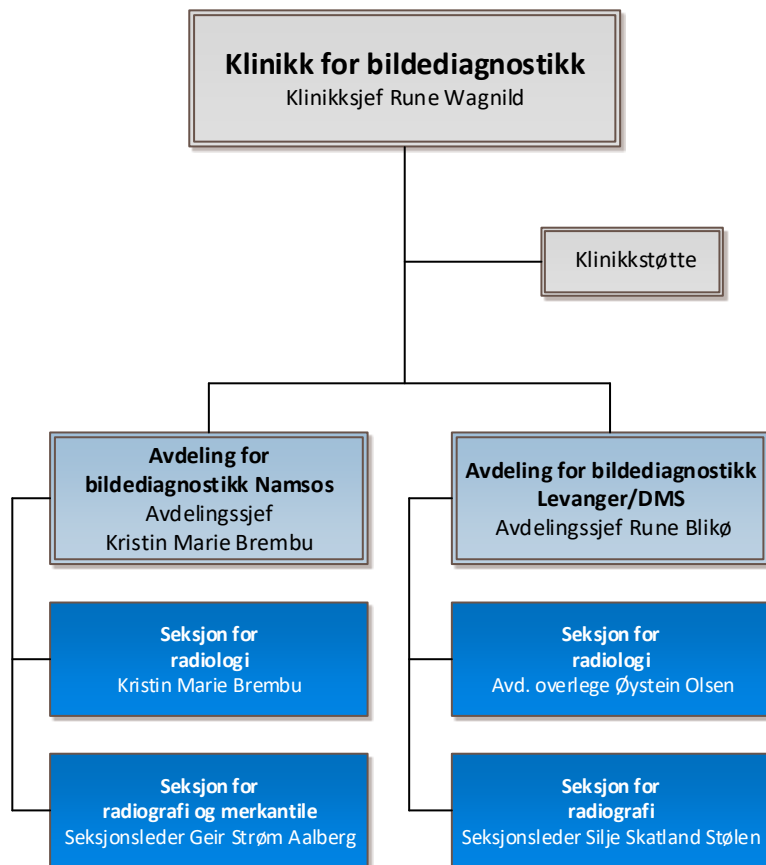 Klinikk for bildediagnostikk
Klinikksjef Rune Wagnild
Klinikkstøtte
Avdeling for
bildediagnostikk Namsos
Avdelingssjef
Kristin Marie Brembu
Seksjon for
radiologi
Kristin Marie Brembu
Seksjon for
radiografi og merkantile
Seksjonsleder Geir Strøm Aalberg
Avdeling for bildediagnostikk
Levanger/DMS
Avdelingssjef Rune Blikø
Seksjon for
radiologi
Avd. overlege Øystein Olsen
Seksjon for
radiografi
Seksjonsleder Silje Skatland Stølen